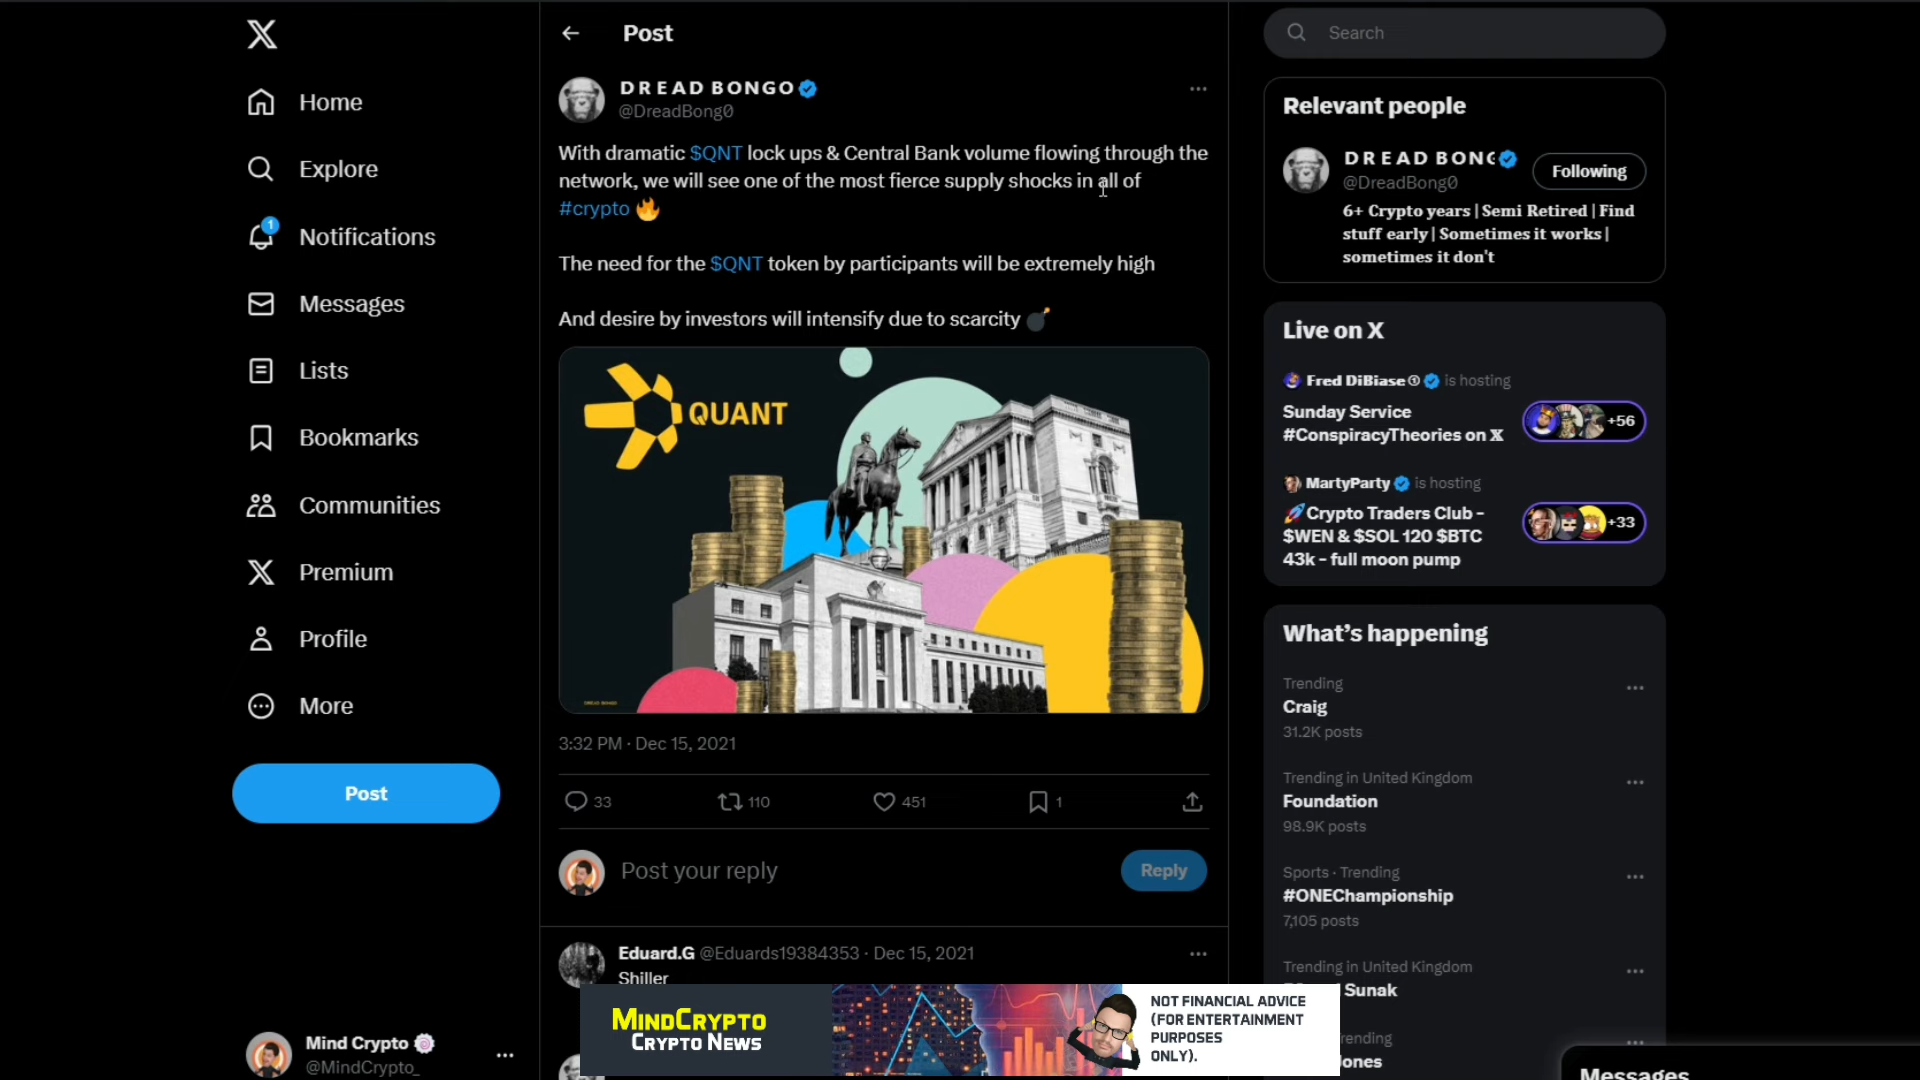 Home
Explore
1
Notifications
Messages
Lists
Bookmarks
Communities
Premium
Profile
More
Post
Mind Crypto
@MindCrypto_
Post
DREAD BONGO
@DreadBong0
With dramatic $QNT lock ups & Central Bank volume flowing through the
network, we will see one of the most fierce supply shocks in all of
#crypto 🔥
The need for the $QNT token by participants will be extremely high
And desire by investors will intensify due to scarcity 💣
QUANT
DREAD BONGO
3:32 PM · Dec 15, 2021
33
110
451
1
Post your reply
Reply
Eduard.G @Eduards19384353 · Dec 15, 2021
Shiller
MINDCRYPTO
CRYPTO NEWS
NOT FINANCIAL ADVICE
(FOR ENTERTAINMENT
PURPOSES
ONLY).
Search
Relevant people
DREAD BONG
@DreadBong0
Following
6+ Crypto years | Semi Retired | Find
stuff early | Sometimes it works |
sometimes it don't
Live on X
Fred DiBiase is hosting
Sunday Service
#ConspiracyTheories on X
+56
MartyParty is hosting
🚀Crypto Traders Club -
$WEN & $SOL 120 $BTC
43k - full moon pump
+33
What's happening
Trending
Craig
31.2K posts
Trending in United Kingdom
Foundation
98.9K posts
Sports · Trending
#ONEChampionship
7,105 posts
Trending in United Kingdom
Sunak
rending
ones
Messages